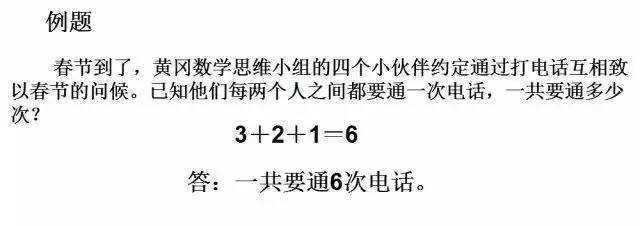 例题
春节到了，黄冈数学思维小组的四个小伙伴约定通过打电话互相致
以春节的问候。已知他们每两个人之间都要通一次电话，一共要通多少
次？
3＋2＋1＝6
答：一共要通6次电话。